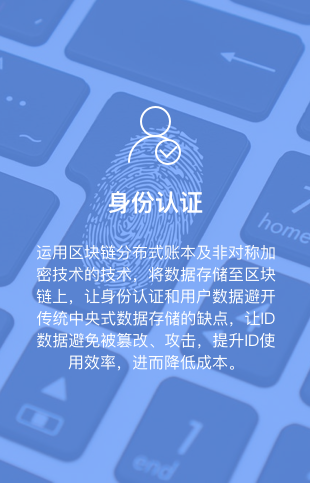 身份认证
运用区块链分布式账本及非对称加
密技术的技术，将数据存储至区块
链上，让身份认证和用户数据避开
传统中央式数据存储的缺点，让ID
数据避免被篡改、攻击，提升ID使
用效率，进而降低成本。
7
home
1
end